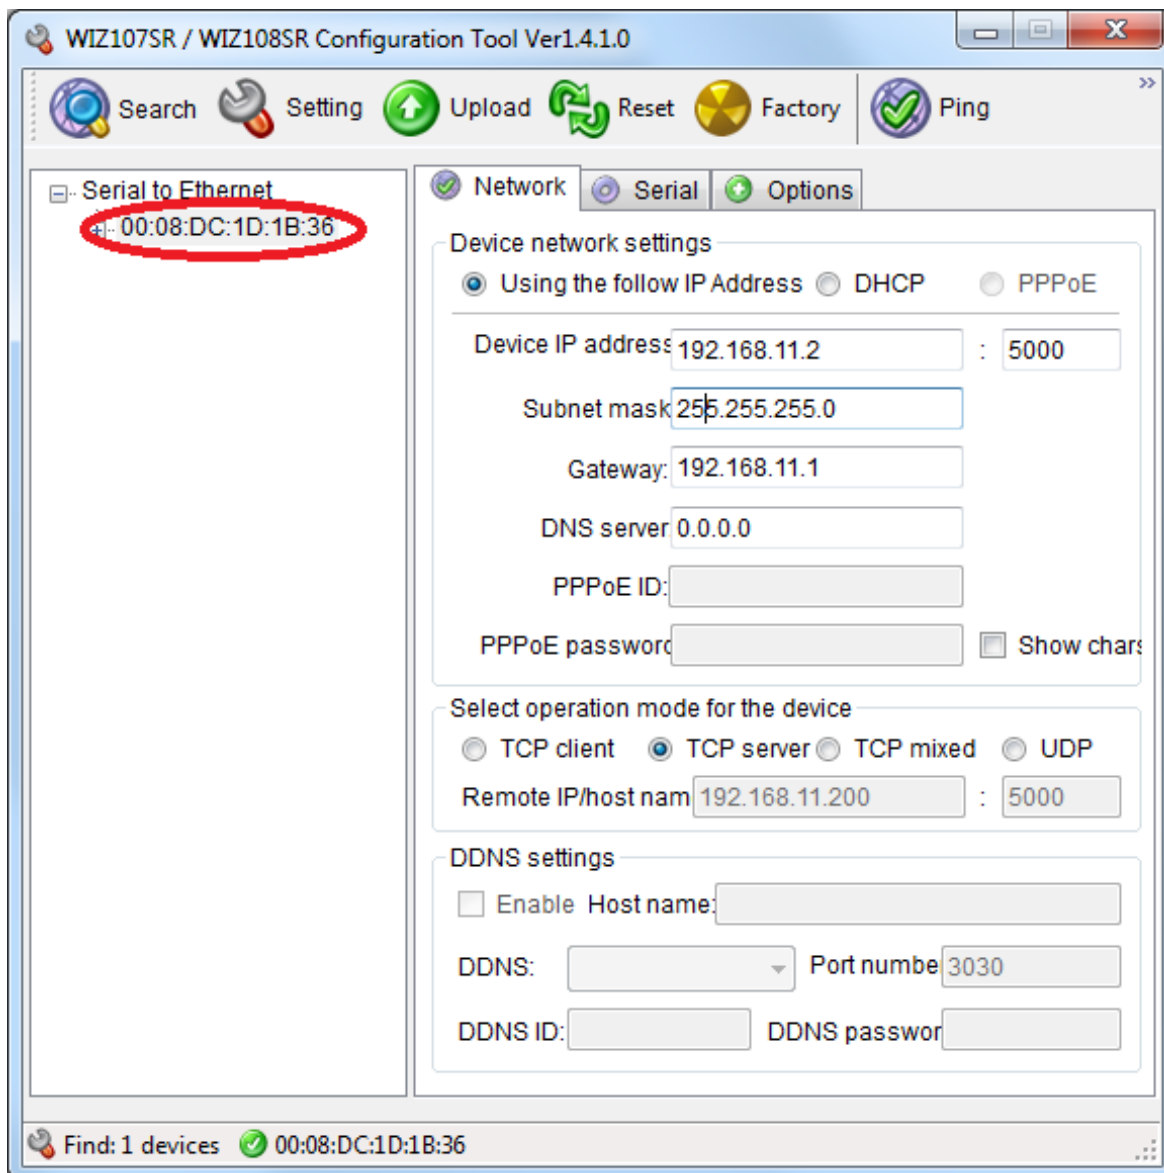 WIZ107SR / WIZ108SR Configuration Tool Ver1.4.1.0
Search Setting Upload Reset Factory Ping
Serial to Ethernet
00:08:DC:1D:1B:36
Network Serial Options
Device network settings
Using the follow IP Address DHCP PPPoE
Device IP address 192.168.11.2 : 5000
Subnet mask 255.255.255.0
Gateway: 192.168.11.1
DNS server 0.0.0.0
PPPoE ID:
PPPoE password Show chars
Select operation mode for the device
TCP client TCP server TCP mixed UDP
Remote IP/host nam 192.168.11.200 : 5000
DDNS settings
Enable Host name:
DDNS: Port number 3030
DDNS ID: DDNS passwor
Find: 1 devices 00:08:DC:1D:1B:36